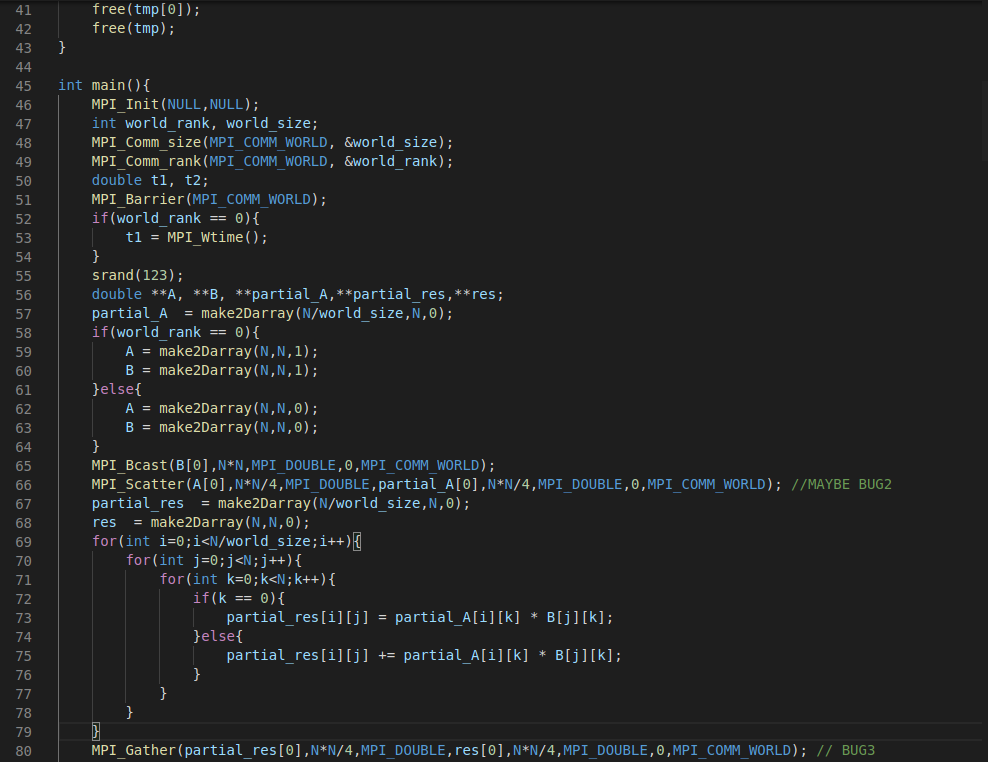 41 free(tmp[0]);
42 free(tmp);
43 }
44
45 int main(){
46 MPI_Init(NULL,NULL);
47 int world_rank, world_size;
48 MPI_Comm_size(MPI_COMM_WORLD, &world_size);
49 MPI_Comm_rank(MPI_COMM_WORLD, &world_rank);
50 double t1, t2;
51 MPI_Barrier(MPI_COMM_WORLD);
52 if(world_rank == 0){
53 t1 = MPI_Wtime();
54 }
55 srand(123);
56 double **A, **B, **partial_A,**partial_res,**res;
57 partial_A  = make2Darray(N/world_size,N,0);
58 if(world_rank == 0){
59 A = make2Darray(N,N,1);
60 B = make2Darray(N,N,1);
61 }else{
62 A = make2Darray(N,N,0);
63 B = make2Darray(N,N,0);
64 }
65 MPI_Bcast(B[0],N*N,MPI_DOUBLE,0,MPI_COMM_WORLD);
66 MPI_Scatter(A[0],N*N/4,MPI_DOUBLE,partial_A[0],N*N/4,MPI_DOUBLE,0,MPI_COMM_WORLD); //MAYBE BUG2
67 partial_res  = make2Darray(N/world_size,N,0);
68 res  = make2Darray(N,N,0);
69 for(int i=0;i<N/world_size;i++){
70 for(int j=0;j<N;j++){
71 for(int k=0;k<N;k++){
72 if(k == 0){
73 partial_res[i][j] = partial_A[i][k] * B[j][k];
74 }else{
75 partial_res[i][j] += partial_A[i][k] * B[j][k];
76 }
77 }
78 }
79 }
80 MPI_Gather(partial_res[0],N*N/4,MPI_DOUBLE,res[0],N*N/4,MPI_DOUBLE,0,MPI_COMM_WORLD); // BUG3